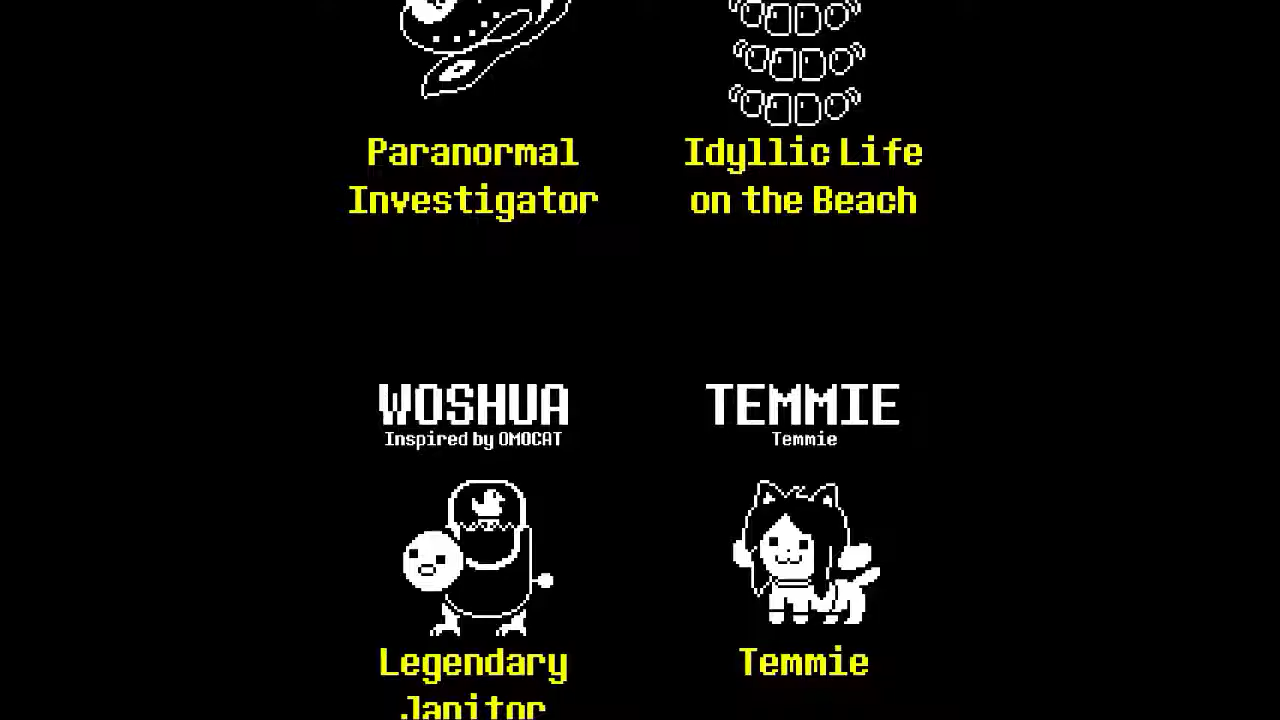 Paranormal
Investigator
Idyllic Life
on the Beach
WOSHUA
Inspired by OMOCAT
TEMMIE
Temmie
Legendary
Janitor
Temmie